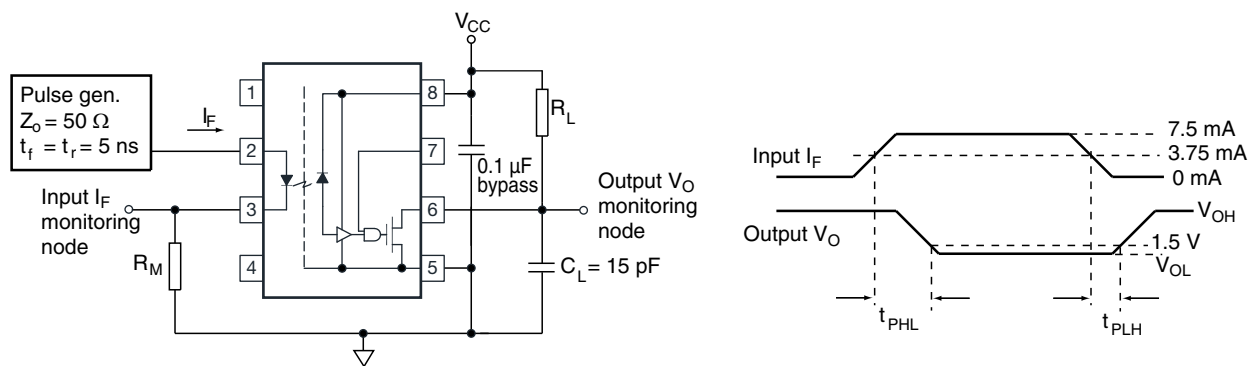 V_CC
Pulse gen.
Z_o = 50 Ω
t_f = t_r = 5 ns
I_F
1
2
3
4
8
7
6
5
R_L
0.1 µF
bypass
Input I_F
monitoring
node
R_M
Output V_O
monitoring
node
C_L = 15 pF
Input I_F
7.5 mA
3.75 mA
0 mA
Output V_O
V_OH
1.5 V
V_OL
t_PHL
t_PLH